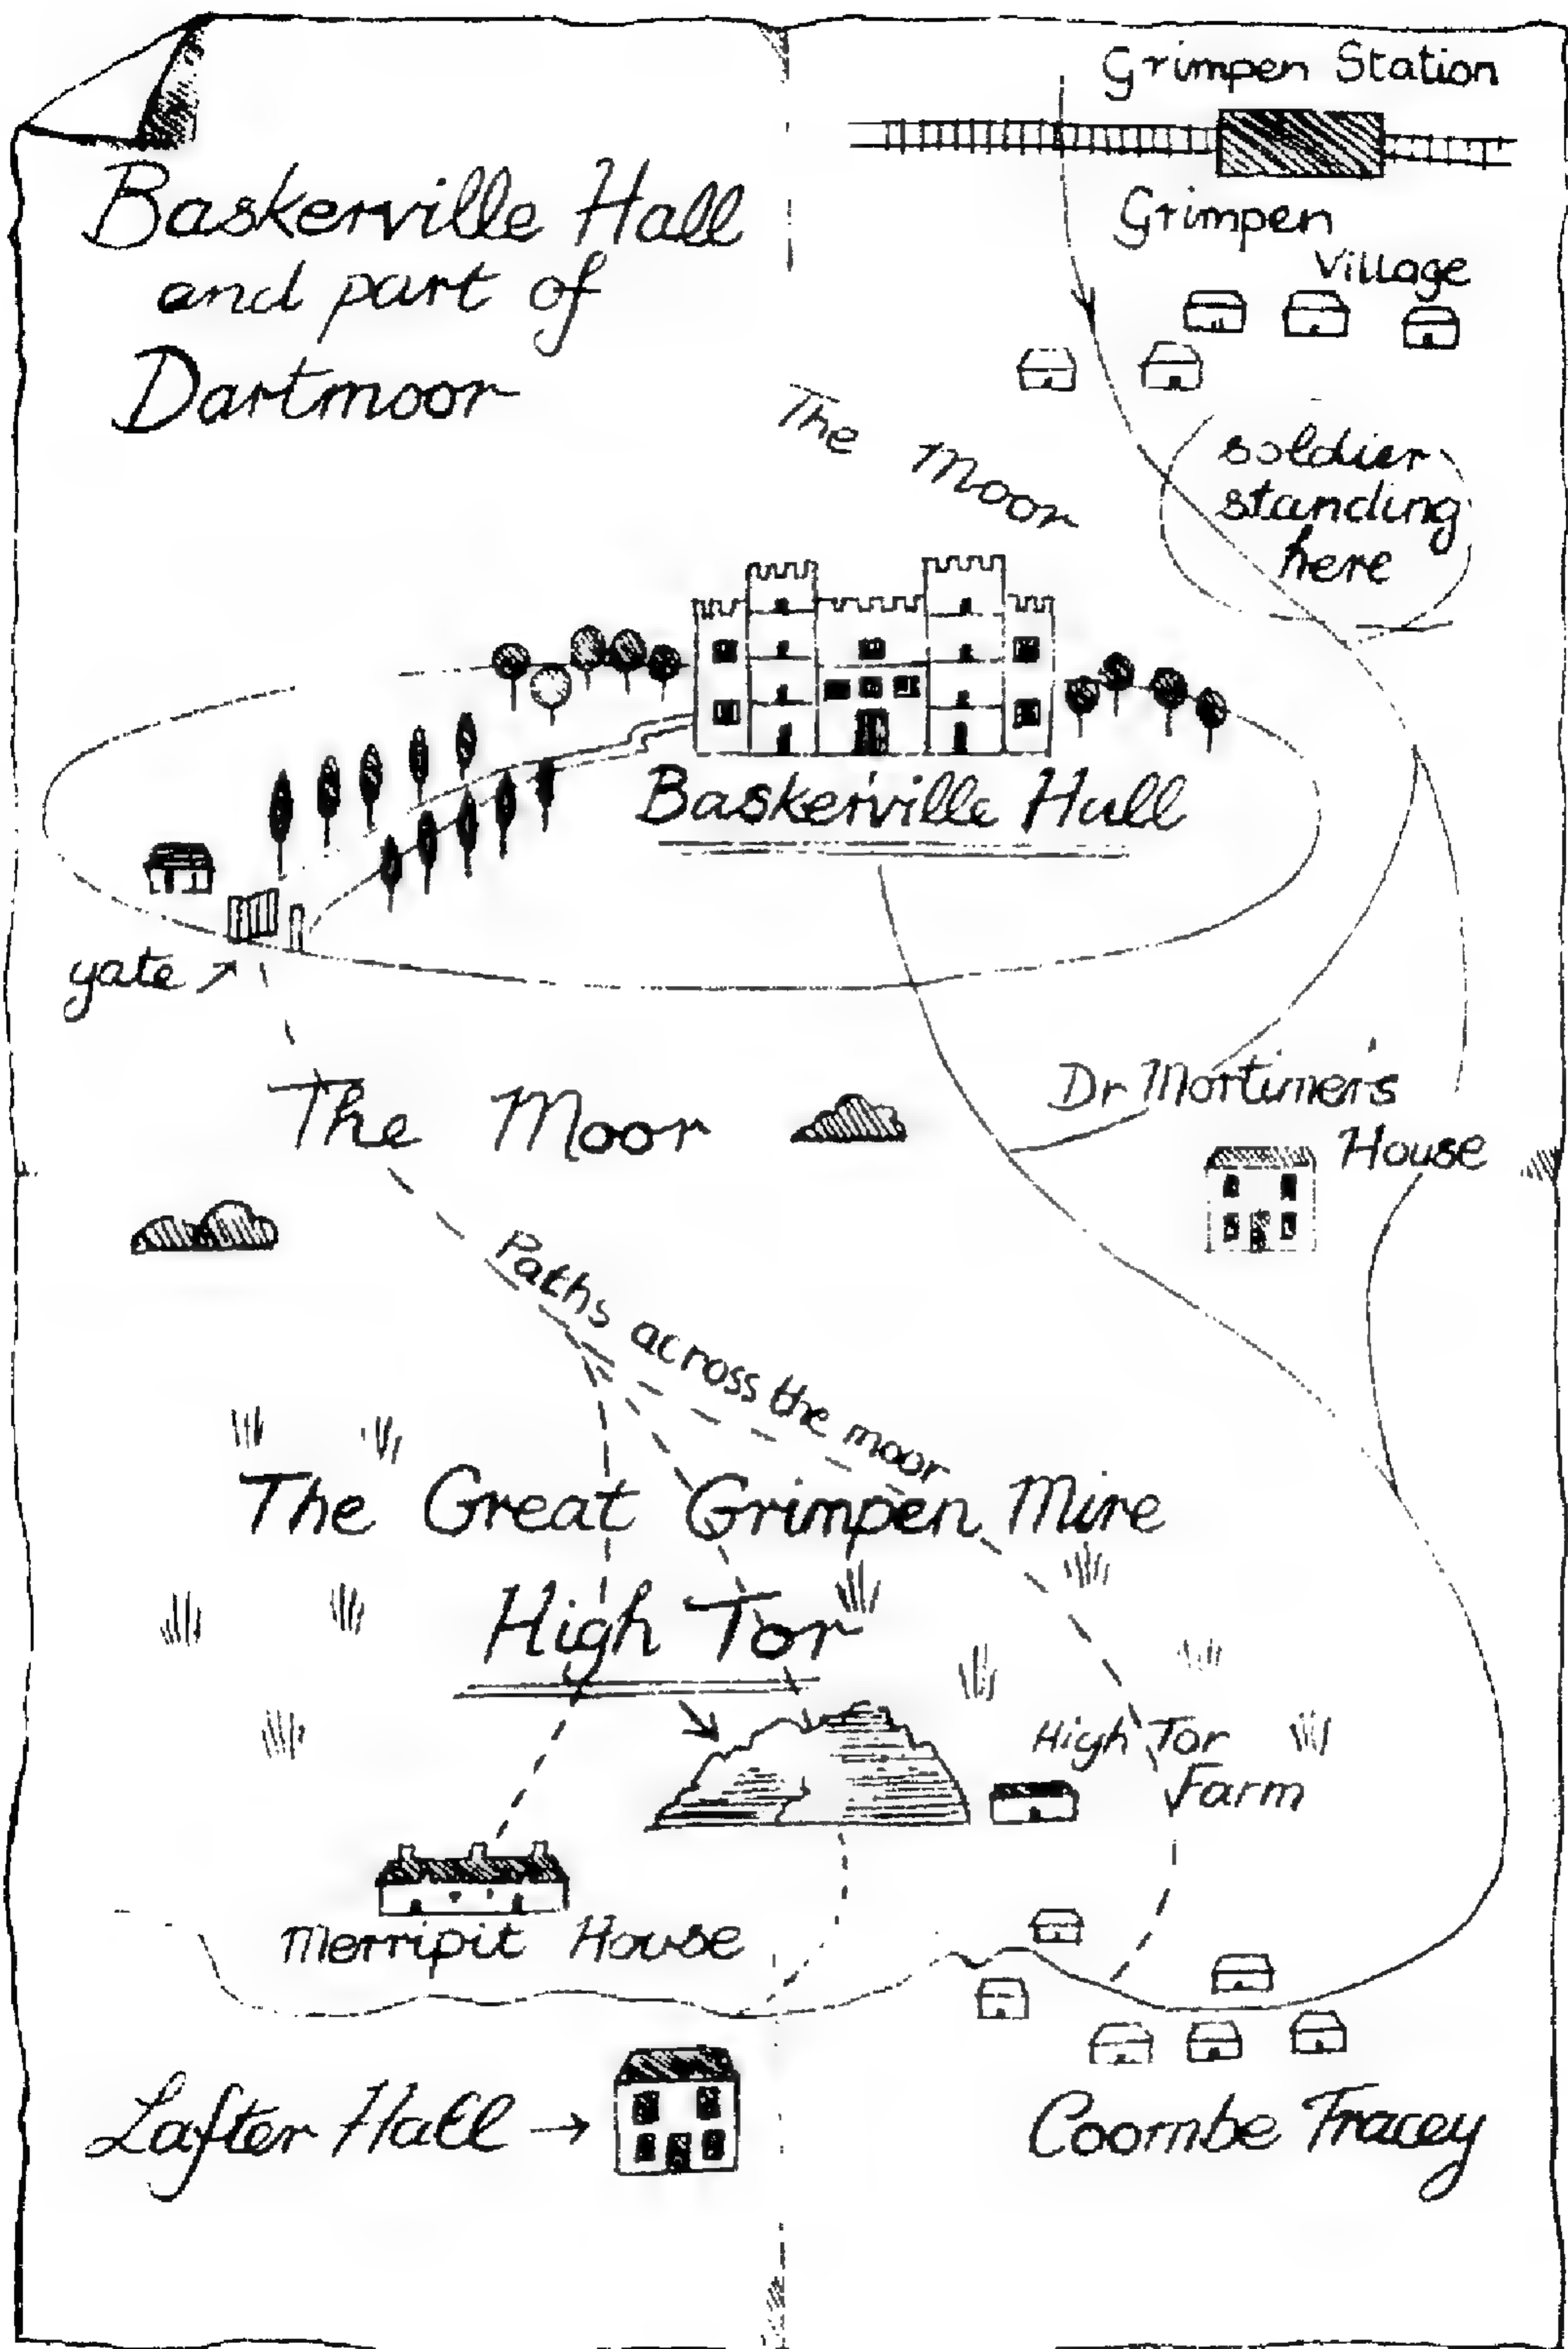 Grimpen Station
Baskerville Hall
and part of
Dartmoor
Grimpen
Village
The Moor
soldier
standing
here
Baskerville Hall
gate
The Moor
Dr Mortimer's
House
Paths across the moor
The Great Grimpen Mire
High Tor
High Tor
Farm
Merripit House
Lafter Hall
Coombe Tracey